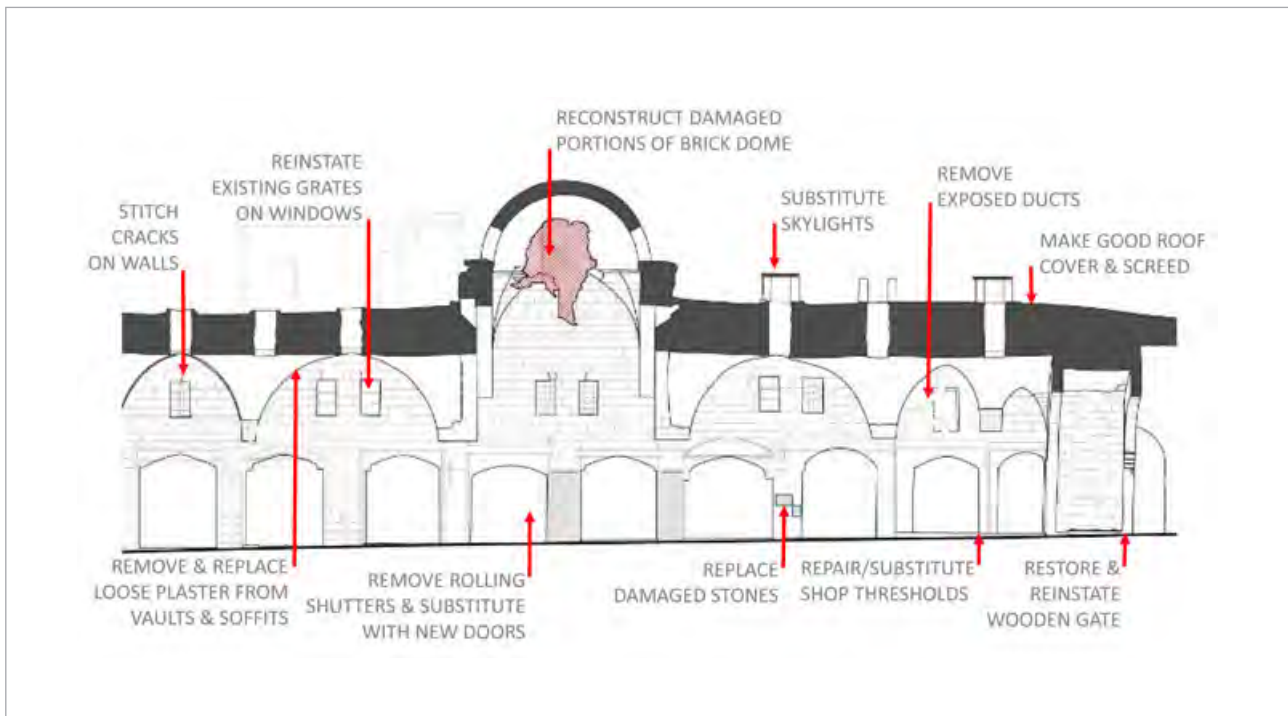 RECONSTRUCT DAMAGED
PORTIONS OF BRICK DOME
REINSTATE
EXISTING GRATES
ON WINDOWS
STITCH
CRACKS
ON WALLS
SUBSTITUTE
SKYLIGHTS
REMOVE
EXPOSED DUCTS
MAKE GOOD ROOF
COVER & SCREED
REMOVE & REPLACE
LOOSE PLASTER FROM
VAULTS & SOFFITS
REMOVE ROLLING
SHUTTERS & SUBSTITUTE
WITH NEW DOORS
REPLACE
DAMAGED STONES
REPAIR/SUBSTITUTE
SHOP THRESHOLDS
RESTORE &
REINSTATE
WOODEN GATE